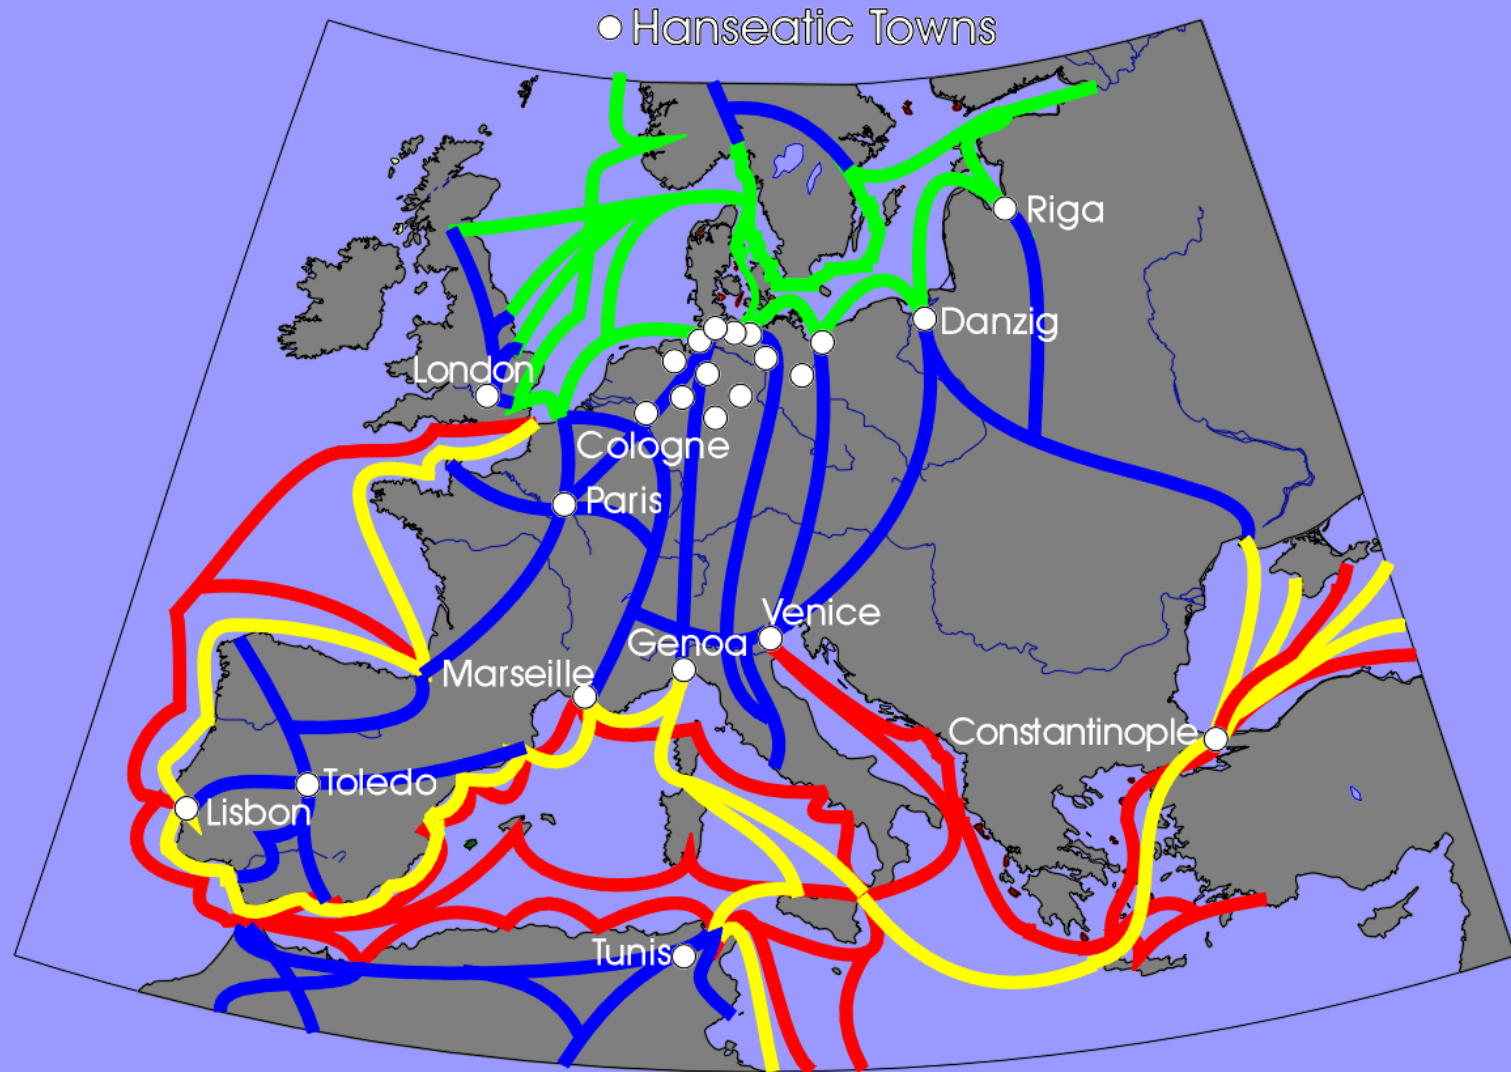 Hanseatic Towns
Riga
Danzig
London
Cologne
Paris
Venice
Genoa
Marseille
Constantinople
Toledo
Lisbon
Tunis